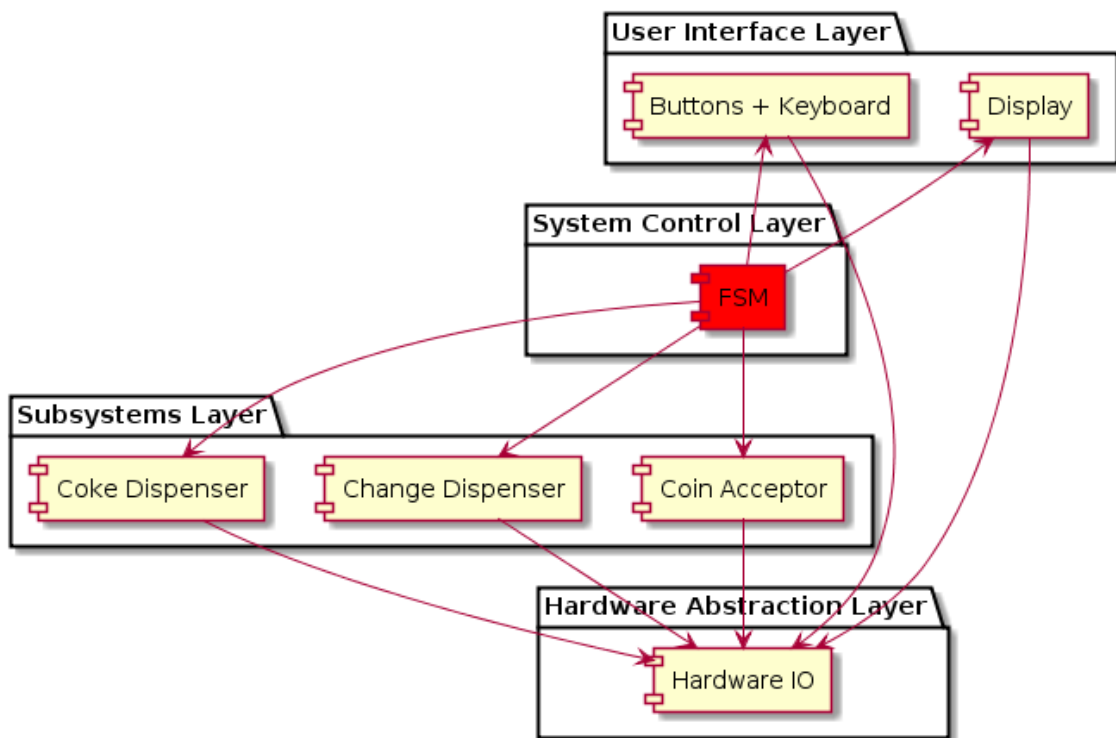 User Interface Layer
Buttons + Keyboard
Display
System Control Layer
FSM
Subsystems Layer
Coke Dispenser
Change Dispenser
Coin Acceptor
Hardware Abstraction Layer
Hardware IO